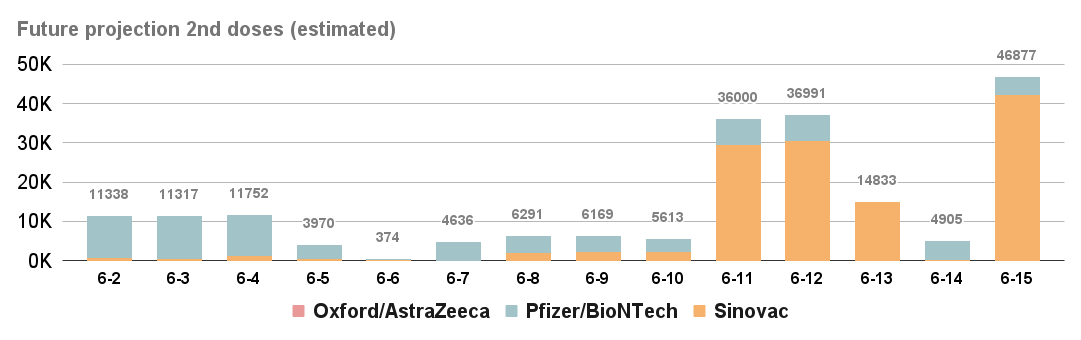 Future projection 2nd doses (estimated)
50K
40K
30K
20K
10K
0K
11338
11317
11752
3970
374
4636
6291
6169
5613
36000
36991
14833
4905
46877
6-2
6-3
6-4
6-5
6-6
6-7
6-8
6-9
6-10
6-11
6-12
6-13
6-14
6-15
Oxford/AstraZeeca
Pfizer/BioNTech
Sinovac